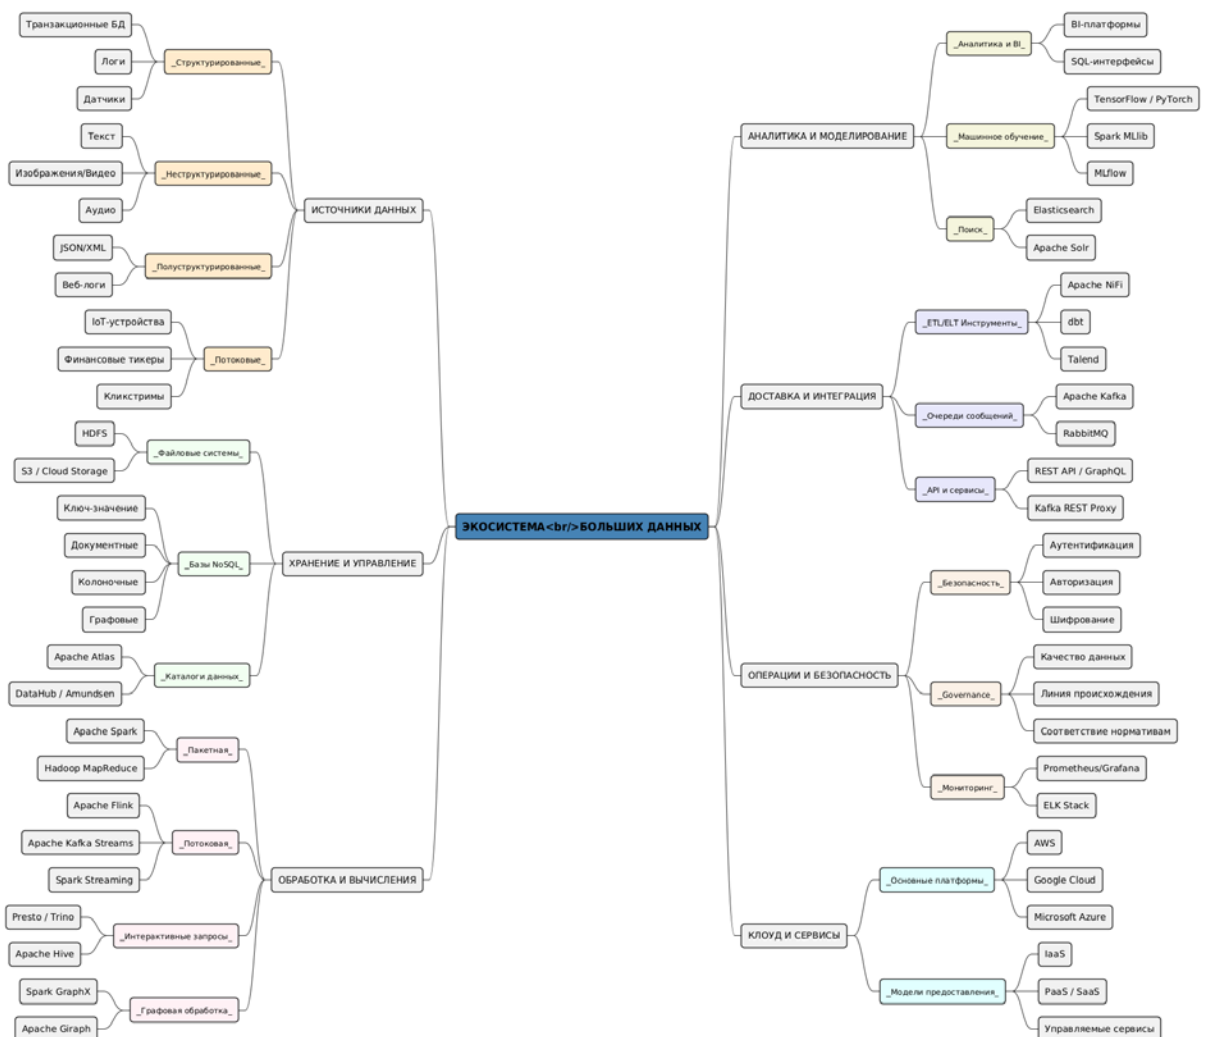 ЭКОСИСТЕМА<br/>БОЛЬШИХ ДАННЫХ
ИСТОЧНИКИ ДАННЫХ
_Структурированные_
Транзакционные БД
Логи
Датчики
_Неструктурированные_
Текст
Изображения/Видео
Аудио
_Полуструктурированные_
JSON/XML
Веб-логи
_Потоковые_
IoT-устройства
Финансовые тикеры
Кликстримы
ХРАНЕНИЕ И УПРАВЛЕНИЕ
_Файловые системы_
HDFS
S3 / Cloud Storage
_Базы NoSQL_
Ключ-значение
Документные
Колоночные
Графовые
_Каталоги данных_
Apache Atlas
DataHub / Amundsen
ОБРАБОТКА И ВЫЧИСЛЕНИЯ
_Пакетная_
Apache Spark
Hadoop MapReduce
_Потоковая_
Apache Flink
Apache Kafka Streams
Spark Streaming
_Интерактивные запросы_
Presto / Trino
Apache Hive
_Графовая обработка_
Spark GraphX
Apache Giraph
АНАЛИТИКА И МОДЕЛИРОВАНИЕ
_Аналитика и BI_
BI-платформы
SQL-интерфейсы
_Машинное обучение_
TensorFlow / PyTorch
Spark MLlib
MLflow
_Поиск_
Elasticsearch
Apache Solr
ДОСТАВКА И ИНТЕГРАЦИЯ
_ETL/ELT Инструменты_
Apache NiFi
dbt
Talend
_Очереди сообщений_
Apache Kafka
RabbitMQ
_API и сервисы_
REST API / GraphQL
Kafka REST Proxy
ОПЕРАЦИИ И БЕЗОПАСНОСТЬ
_Безопасность_
Аутентификация
Авторизация
Шифрование
_Governance_
Качество данных
Линия происхождения
Соответствие нормативам
_Мониторинг_
Prometheus/Grafana
ELK Stack
КЛОУД И СЕРВИСЫ
_Основные платформы_
AWS
Google Cloud
Microsoft Azure
_Модели предоставления_
IaaS
PaaS / SaaS
Управляемые сервисы